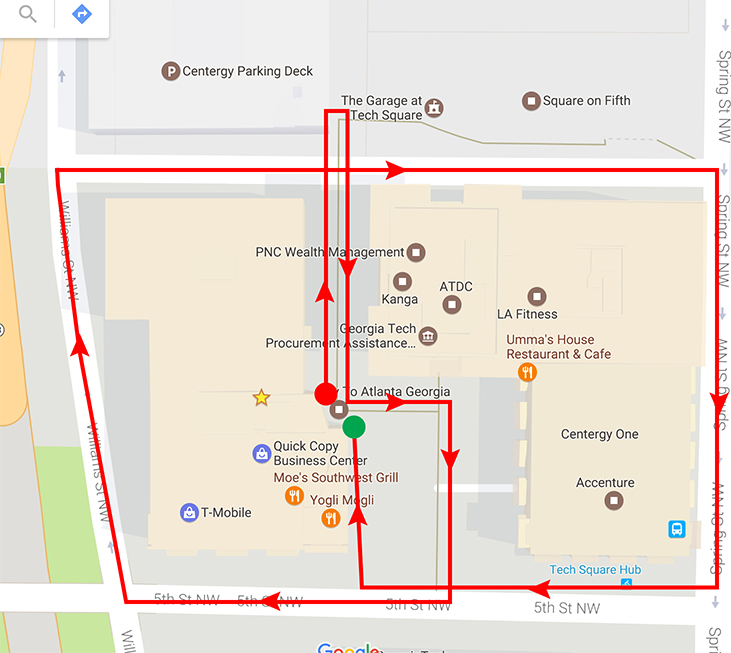 Centergy Parking Deck
The Garage at
Tech Square
Square on Fifth
Spring St NW
Williams St NW
Spring St NW
PNC Wealth Management
Kanga
ATDC
LA Fitness
Georgia Tech
Procurement Assistance...
Umma's House
Restaurant & Cafe
Spring St NW
To Atlanta Georgia
Centergy One
Quick Copy
Business Center
Moe's Southwest Grill
Yogli Mogli
T-Mobile
Accenture
Williams St NW
Spring St NW
Tech Square Hub
5th St NW
5th St NW
5th St NW
5th St NW
Google